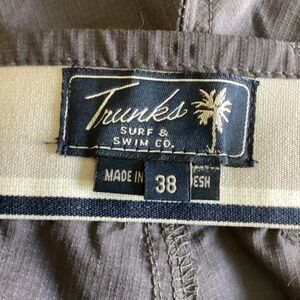 Trunks
SURF &
SWIM CO.
MADE IN 38 ESH